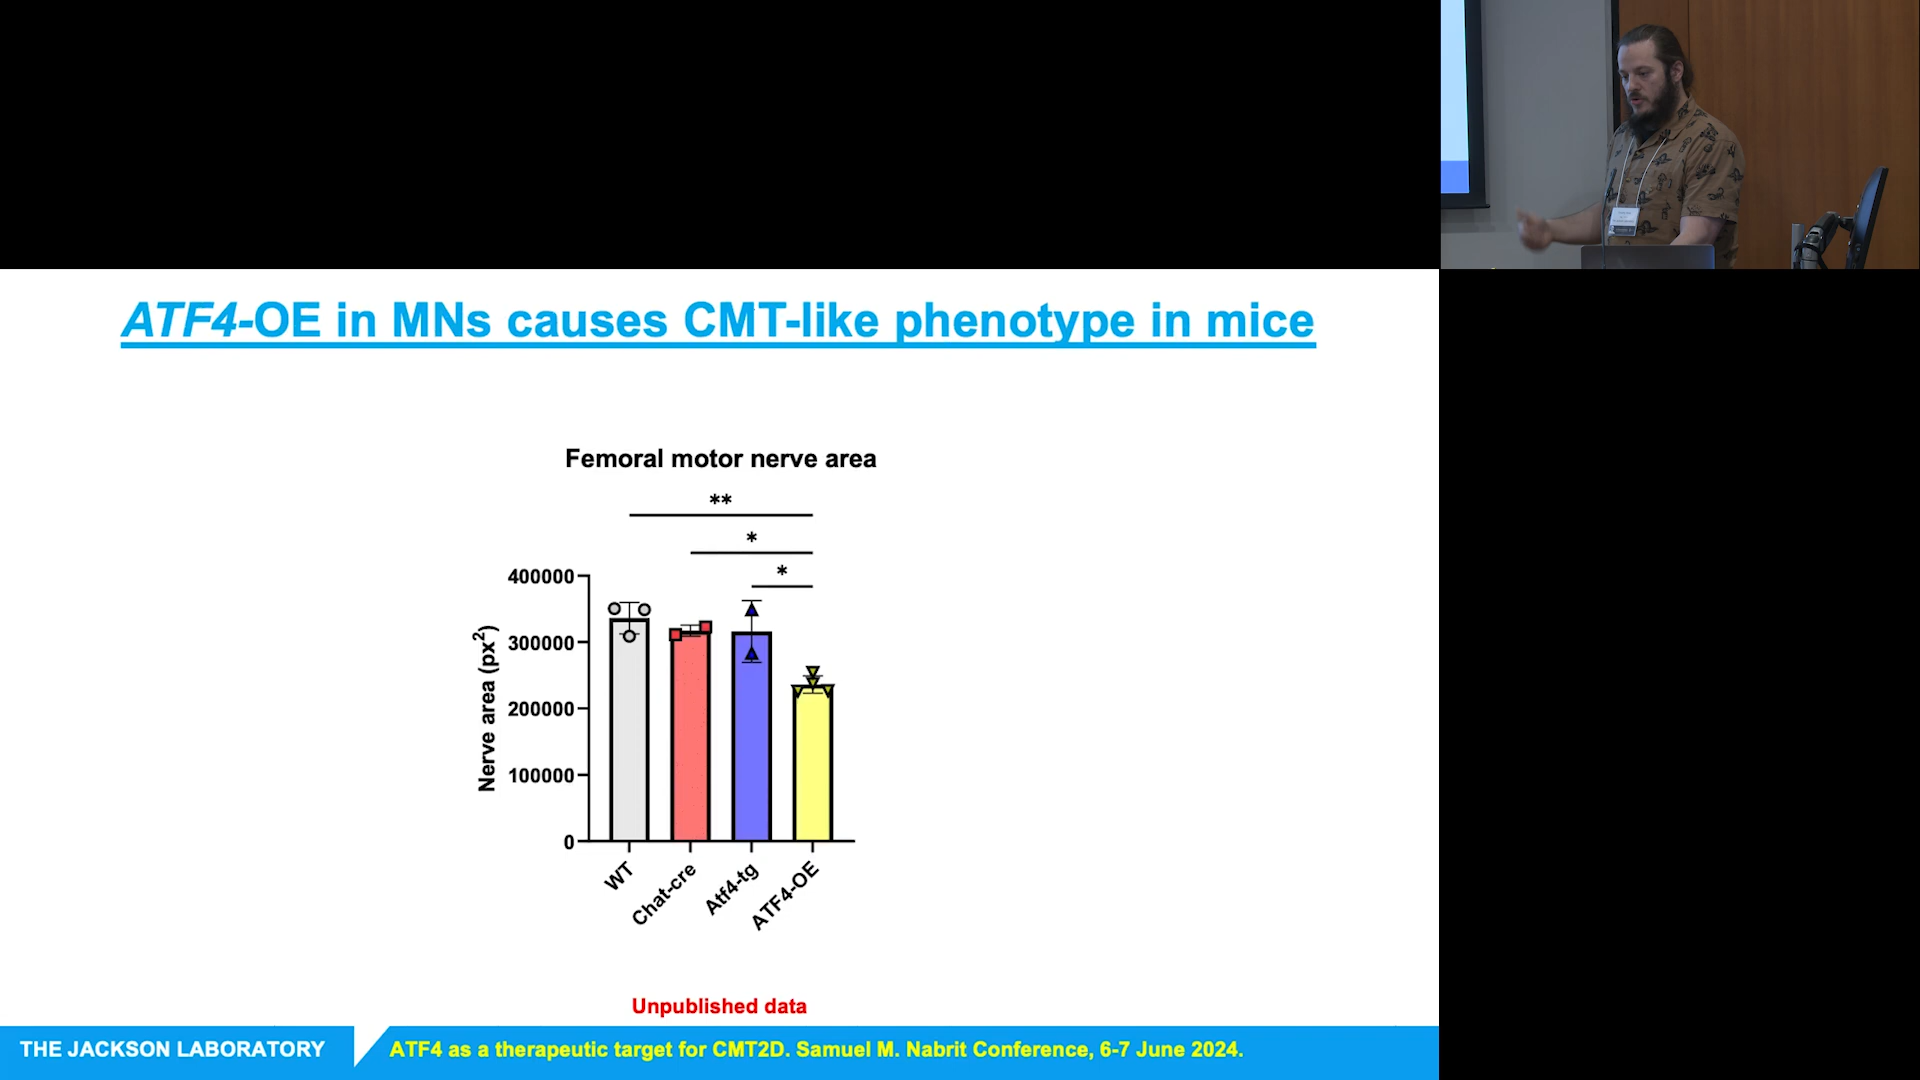 ATF4-OE in MNs causes CMT-like phenotype in mice
Femoral motor nerve area
**
*
*
400000
300000
200000
100000
0
Nerve area (px²)
WT
Chat-cre
Atf4-tg
ATF4-OE
Unpublished data
THE JACKSON LABORATORY
ATF4 as a therapeutic target for CMT2D. Samuel M. Nabrit Conference, 6-7 June 2024.